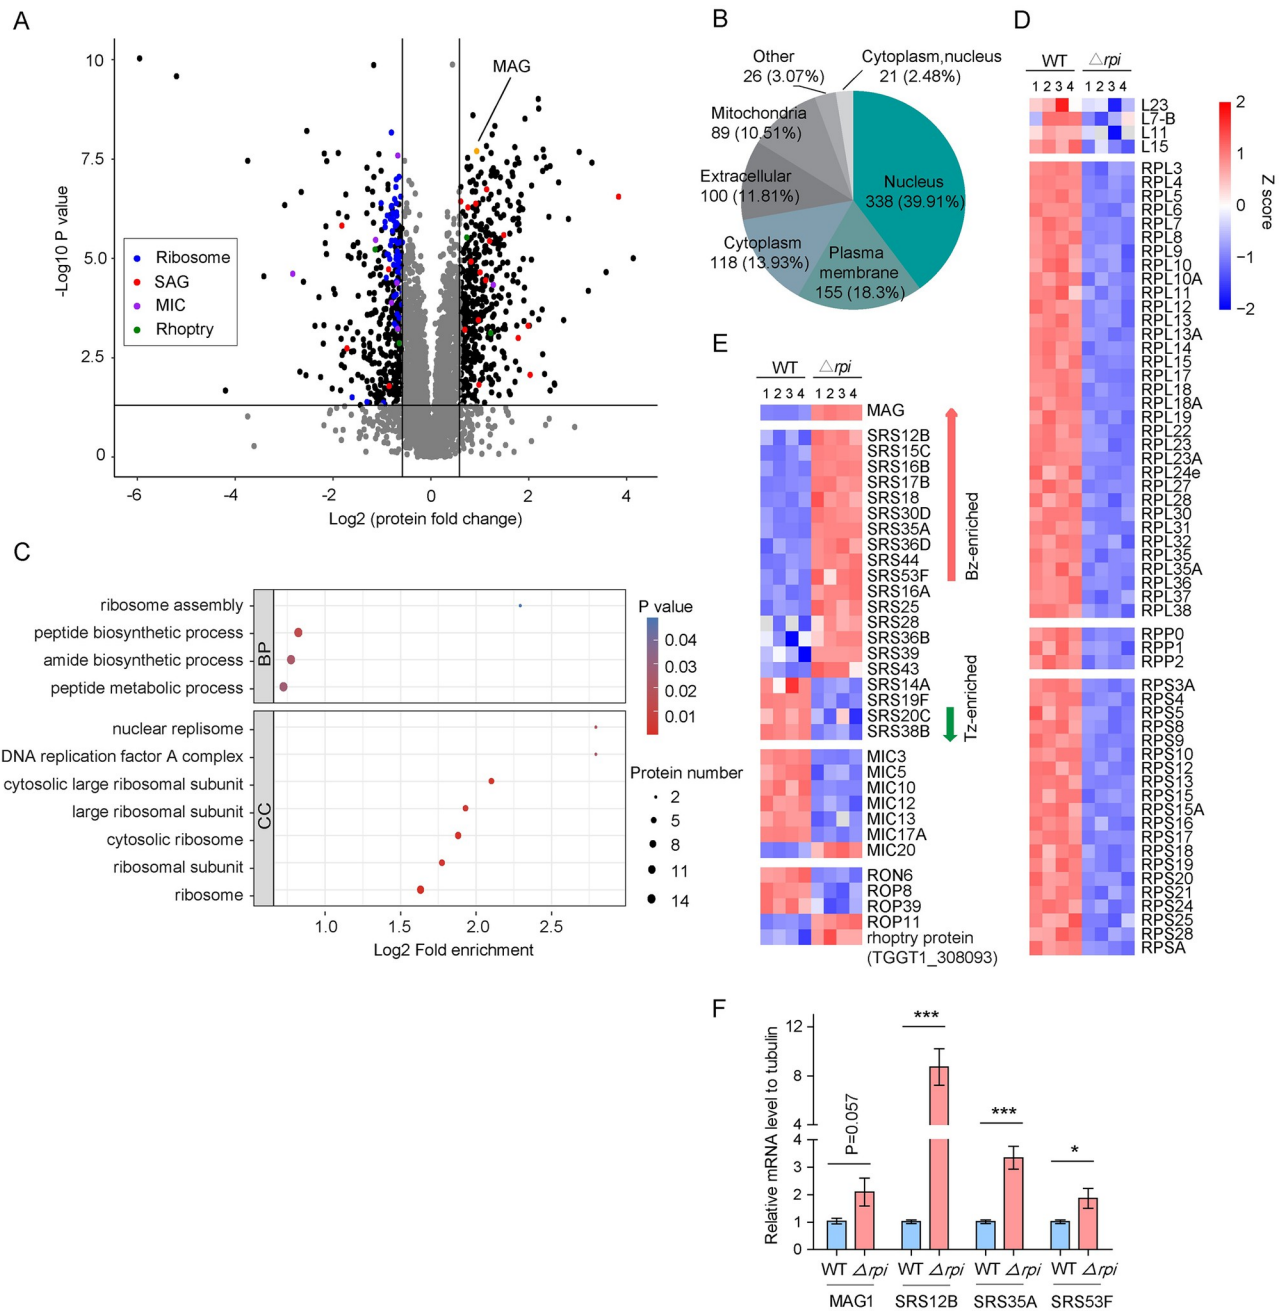 A
-Log10 P value
10
7.5
5.0
2.5
0
MAG
Ribosome
SAG
MIC
Rhoptry
-6
-4
-2
0
2
4
Log2 (protein fold change)
B
Other
26 (3.07%)
Cytoplasm,nucleus
21 (2.48%)
Mitochondria
89 (10.51%)
Extracellular
100 (11.81%)
Nucleus
338 (39.91%)
Cytoplasm
118 (13.93%)
Plasma
membrane
155 (18.3%)
C
BP
ribosome assembly
peptide biosynthetic process
amide biosynthetic process
peptide metabolic process
CC
nuclear replisome
DNA replication factor A complex
cytosolic large ribosomal subunit
large ribosomal subunit
cytosolic ribosome
ribosomal subunit
ribosome
1.0
1.5
2.0
2.5
Log2 Fold enrichment
P value
0.04
0.03
0.02
0.01
Protein number
2
5
8
11
14
D
WT
△rpi
1 2 3 4
1 2 3 4
L23
L7-B
L11
L15
RPL3
RPL4
RPL5
RPL6
RPL7
RPL8
RPL9
RPL10
RPL10A
RPL11
RPL12
RPL13
RPL13A
RPL14
RPL15
RPL17
RPL18
RPL18A
RPL19
RPL22
RPL23
RPL23A
RPL24e
RPL27
RPL28
RPL30
RPL31
RPL32
RPL35
RPL35A
RPL36
RPL37
RPL38
RPP0
RPP1
RPP2
RPS3A
RPS4
RPS5
RPS8
RPS9
RPS10
RPS12
RPS13
RPS15
RPS15A
RPS16
RPS17
RPS18
RPS19
RPS20
RPS21
RPS24
RPS25
RPS28
RPSA
2
1
0
−1
−2
Z score
E
WT
△rpi
1 2 3 4
1 2 3 4
MAG
SRS12B
SRS15C
SRS16B
SRS17B
SRS18
SRS30D
SRS35A
SRS36D
SRS44
SRS53F
SRS16A
SRS25
SRS28
SRS36B
SRS39
SRS43
SRS14A
SRS19F
SRS20C
SRS38B
MIC3
MIC5
MIC10
MIC12
MIC13
MIC17A
MIC20
RON6
ROP8
ROP39
ROP11
rhoptry protein
(TGGT1_308093)
Bz-enriched
Tz-enriched
F
Relative mRNA level to tubulin
12
8
4
4
3
2
1
0
P=0.057
***
***
*
WT △rpi
WT △rpi
WT △rpi
WT △rpi
MAG1
SRS12B
SRS35A
SRS53F